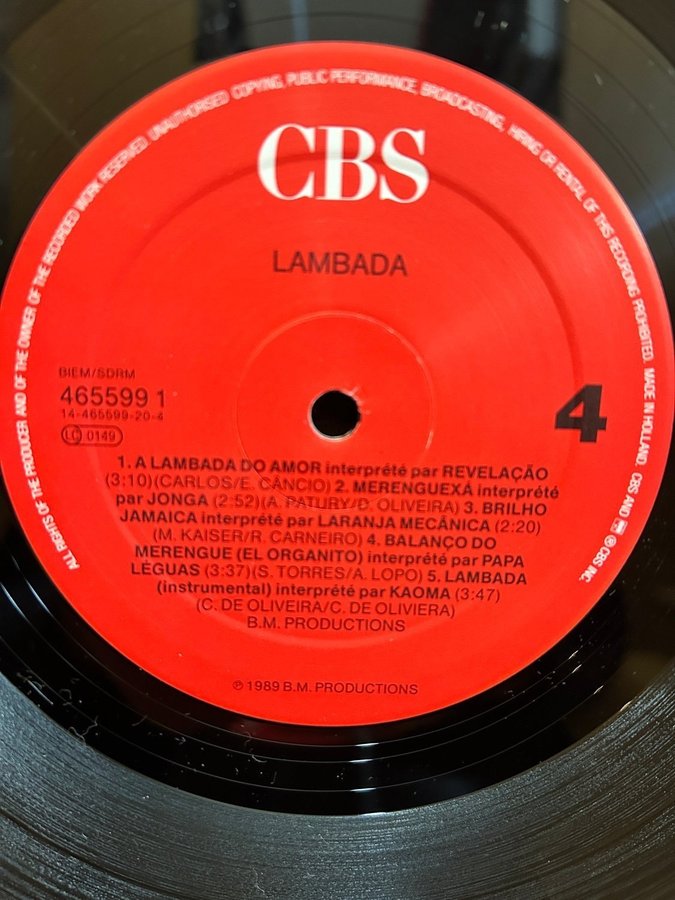 ALL RIGHTS OF THE PRODUCER AND OF THE OWNER OF THE RECORDED WORK RESERVED. UNAUTHORISED COPYING, PUBLIC PERFORMANCE, BROADCASTING, HIRING OR RENTAL OF THIS RECORDING PROHIBITED. MADE IN HOLLAND. CBS AND ℗ CBS INC.
CBS
LAMBADA
BIEM/SDRM
465599 1
14-465599-20-4
LC 0149
4
1. A LAMBADA DO AMOR interprété par REVELAÇÃO
(3:10)(CARLOS/E. CÂNCIO) 2. MERENGUEXÁ interprété
par JONGA (2:52)(A. PATURY/D. OLIVEIRA) 3. BRILHO
JAMAICA interprété par LARANJA MECÂNICA (2:20)
(M. KAISER/R. CARNEIRO) 4. BALANÇO DO
MERENGUE (EL ORGANITO) interprété par PAPA
LÉGUAS (3:37)(S. TORRES/A. LOPO) 5. LAMBADA
(instrumental) interprété par KAOMA (3:47)
(C. DE OLIVEIRA/C. DE OLIVIERA)
B.M. PRODUCTIONS
℗ 1989 B.M. PRODUCTIONS